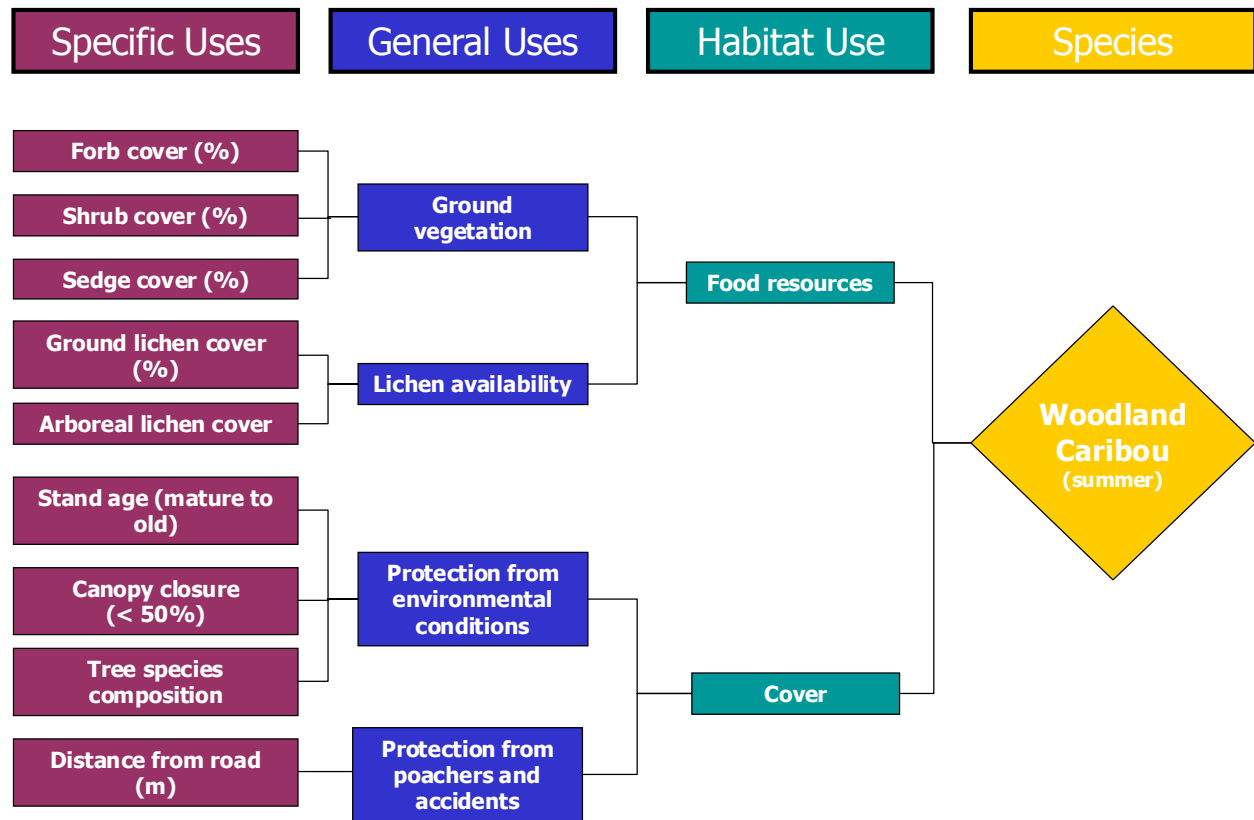 Specific Uses
General Uses
Habitat Use
Species
Forb cover (%)
Shrub cover (%)
Sedge cover (%)
Ground lichen cover
(%)
Arboreal lichen cover
Stand age (mature to
old)
Canopy closure
(< 50%)
Tree species
composition
Distance from road
(m)
Ground
vegetation
Lichen availability
Protection from
environmental
conditions
Protection from
poachers and
accidents
Food resources
Cover
Woodland
Caribou
(summer)